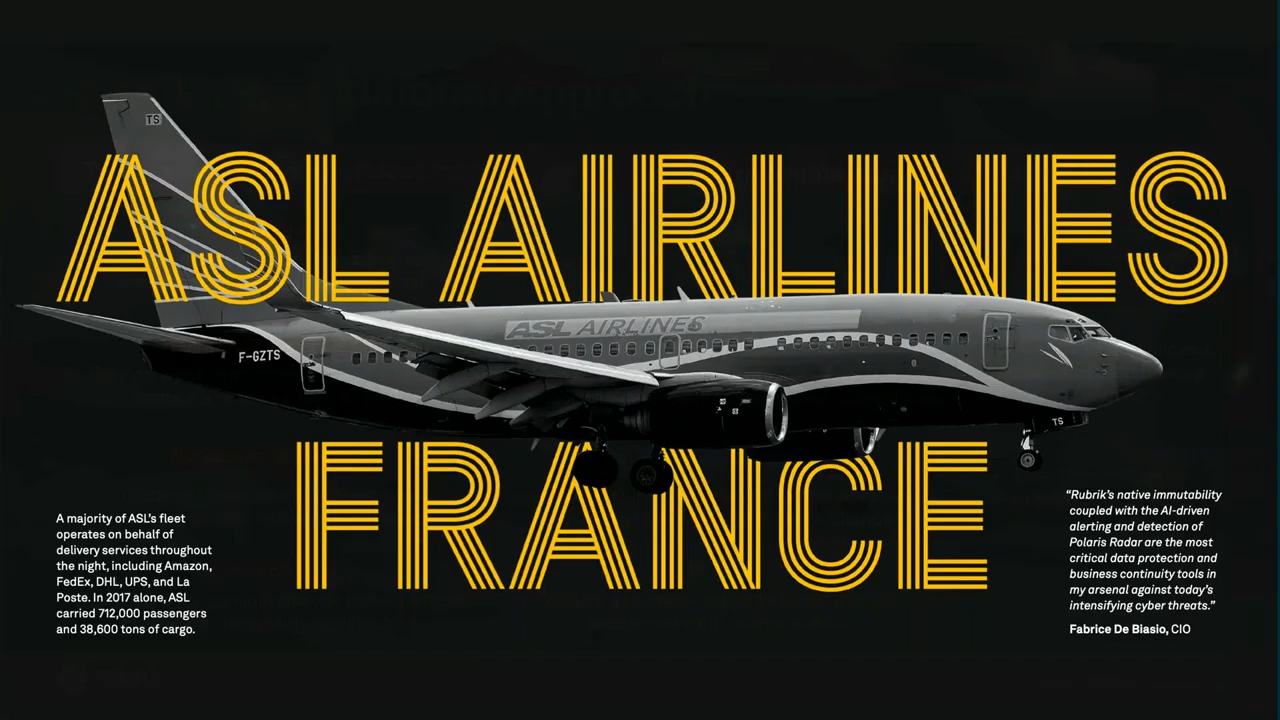 TS
ASL AIRLINES
ASL AIRLINES
F-GZTS
TS
FRANCE
A majority of ASL's fleet
operates on behalf of
delivery services throughout
the night, including Amazon,
FedEx, DHL, UPS, and La
Poste. In 2017 alone, ASL
carried 712,000 passengers
and 38,600 tons of cargo.
“Rubrik's native immutability
coupled with the AI-driven
alerting and detection of
Polaris Radar are the most
critical data protection and
business continuity tools in
my arsenal against today's
intensifying cyber threats.”
Fabrice De Biasio, CIO